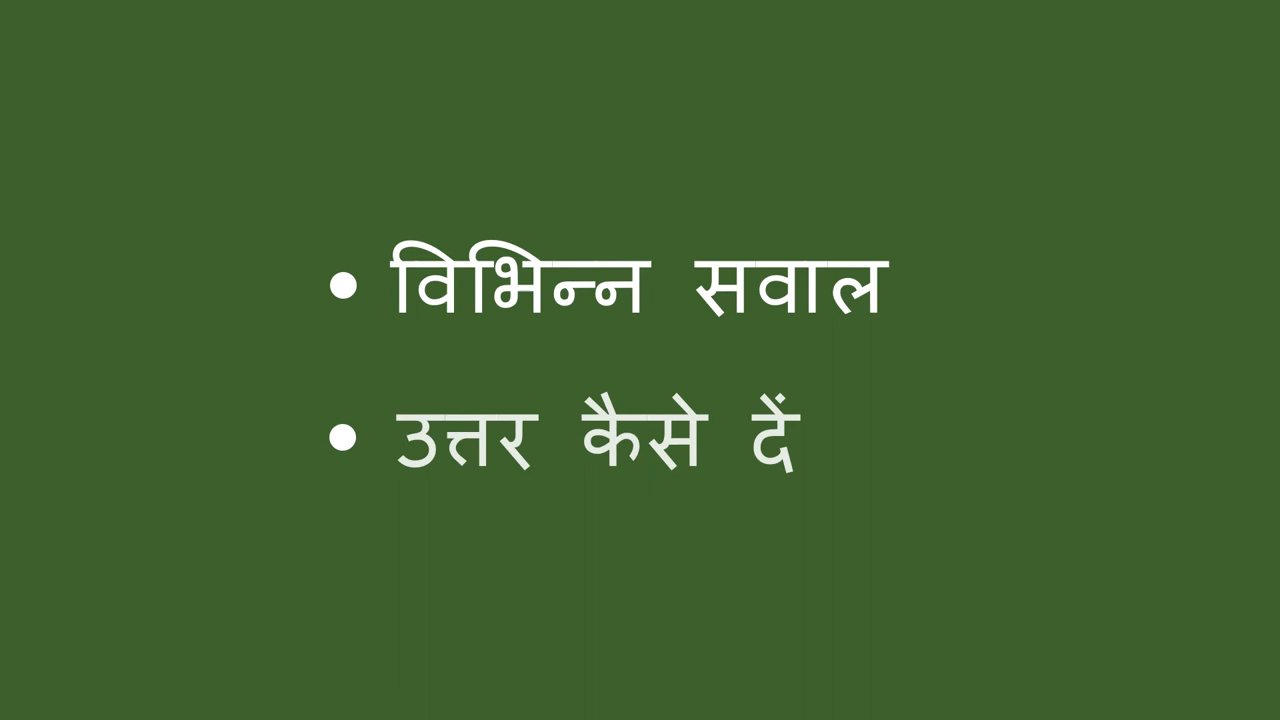 • विभिन्न सवाल
• उत्तर कैसे दें